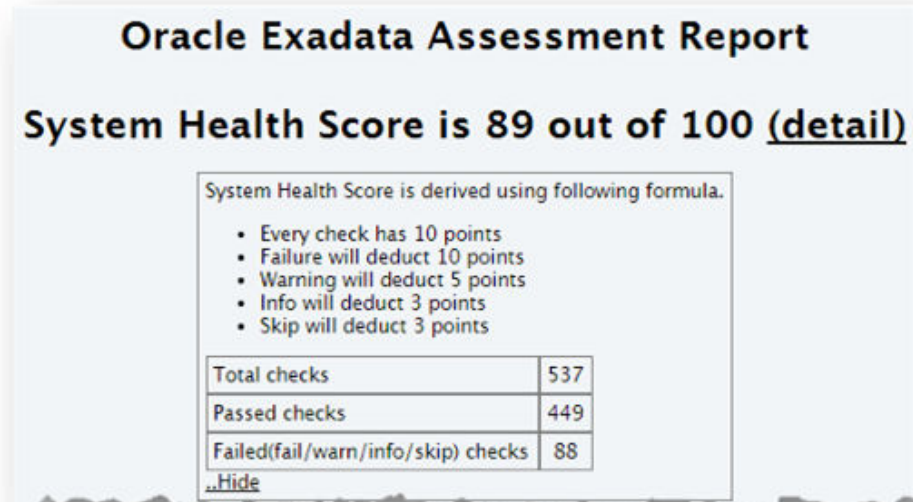 Oracle Exadata Assessment Report
System Health Score is 89 out of 100 (detail)
System Health Score is derived using following formula.
• Every check has 10 points
• Failure will deduct 10 points
• Warning will deduct 5 points
• Info will deduct 3 points
• Skip will deduct 3 points
Total checks 537
Passed checks 449
Failed(fail/warn/info/skip) checks 88
..Hide